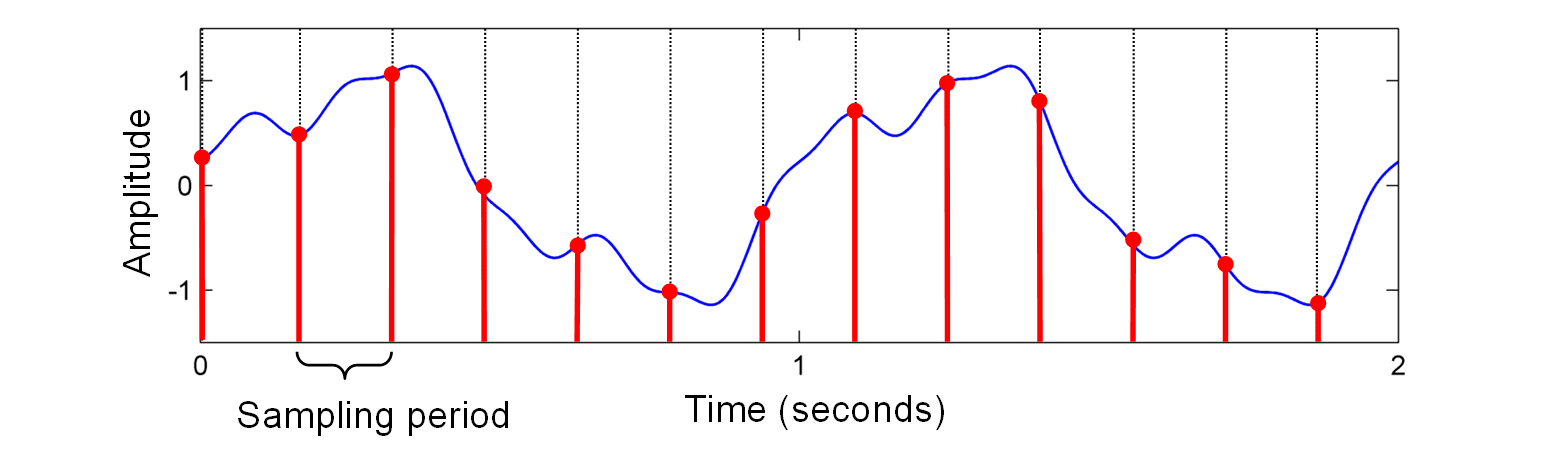 Amplitude
1
0
-1
0
1
2
Sampling period
Time (seconds)